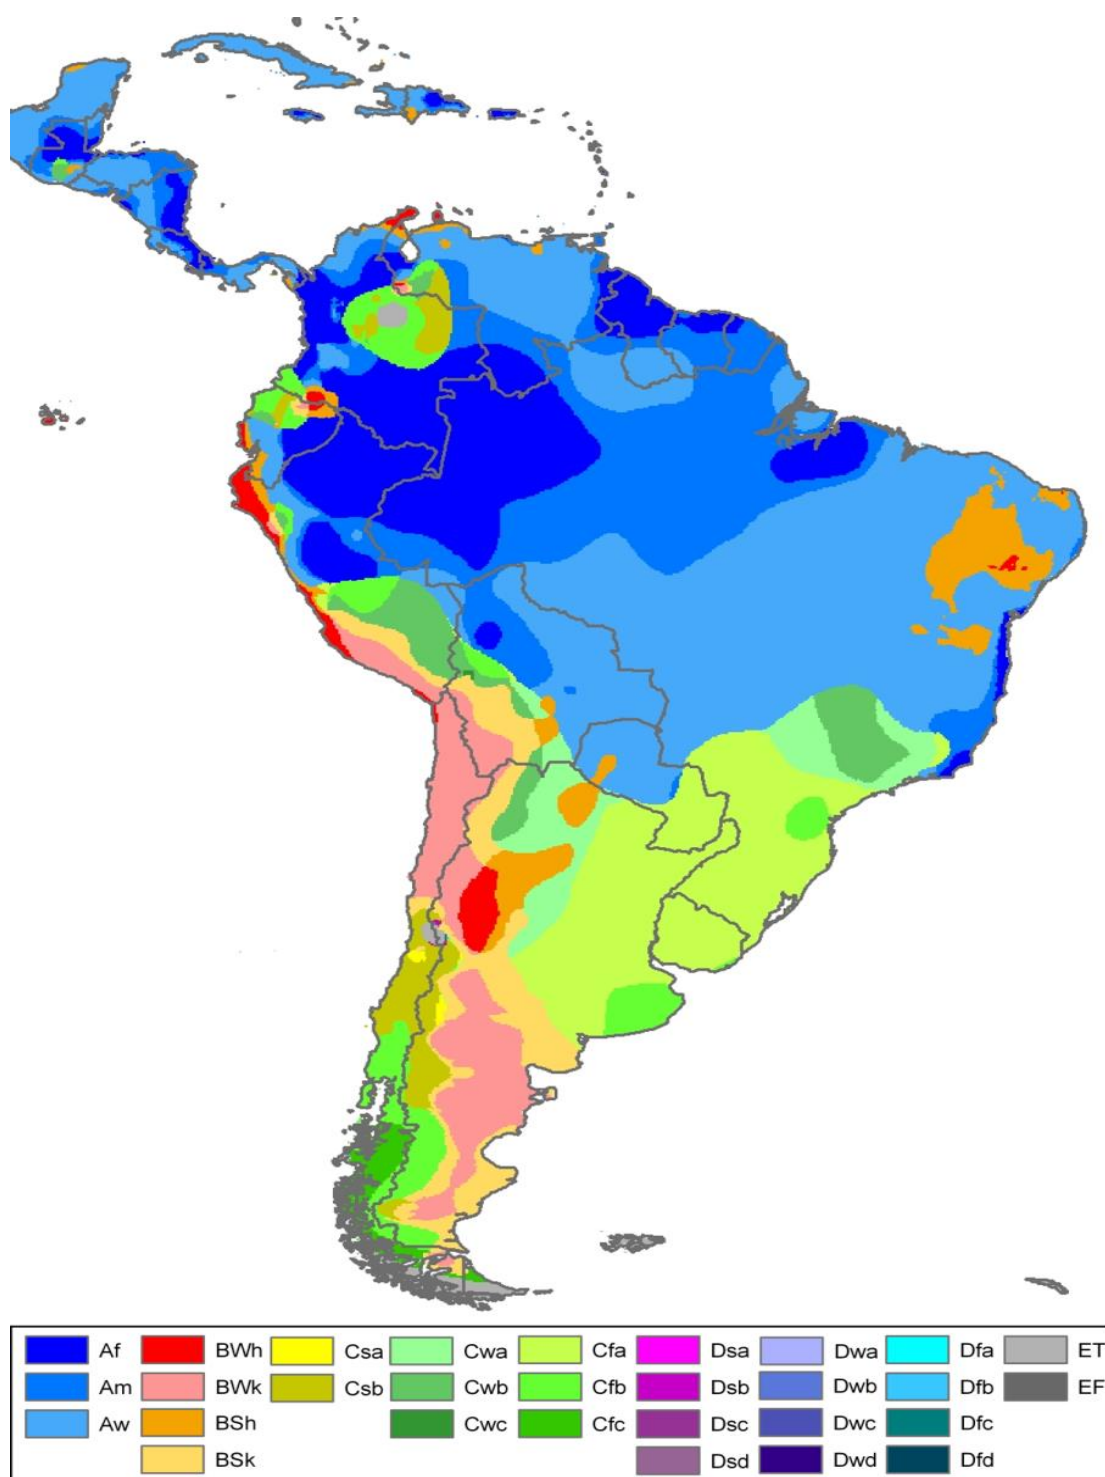 Af BWh Csa Cwa Cfa Dsa Dwa Dfa ET
Am BWk Csb Cwb Cfb Dsb Dwb Dfb EF
Aw BSh Cwc Cfc Dsc Dwc Dfc
BSk Dsd Dwd Dfd